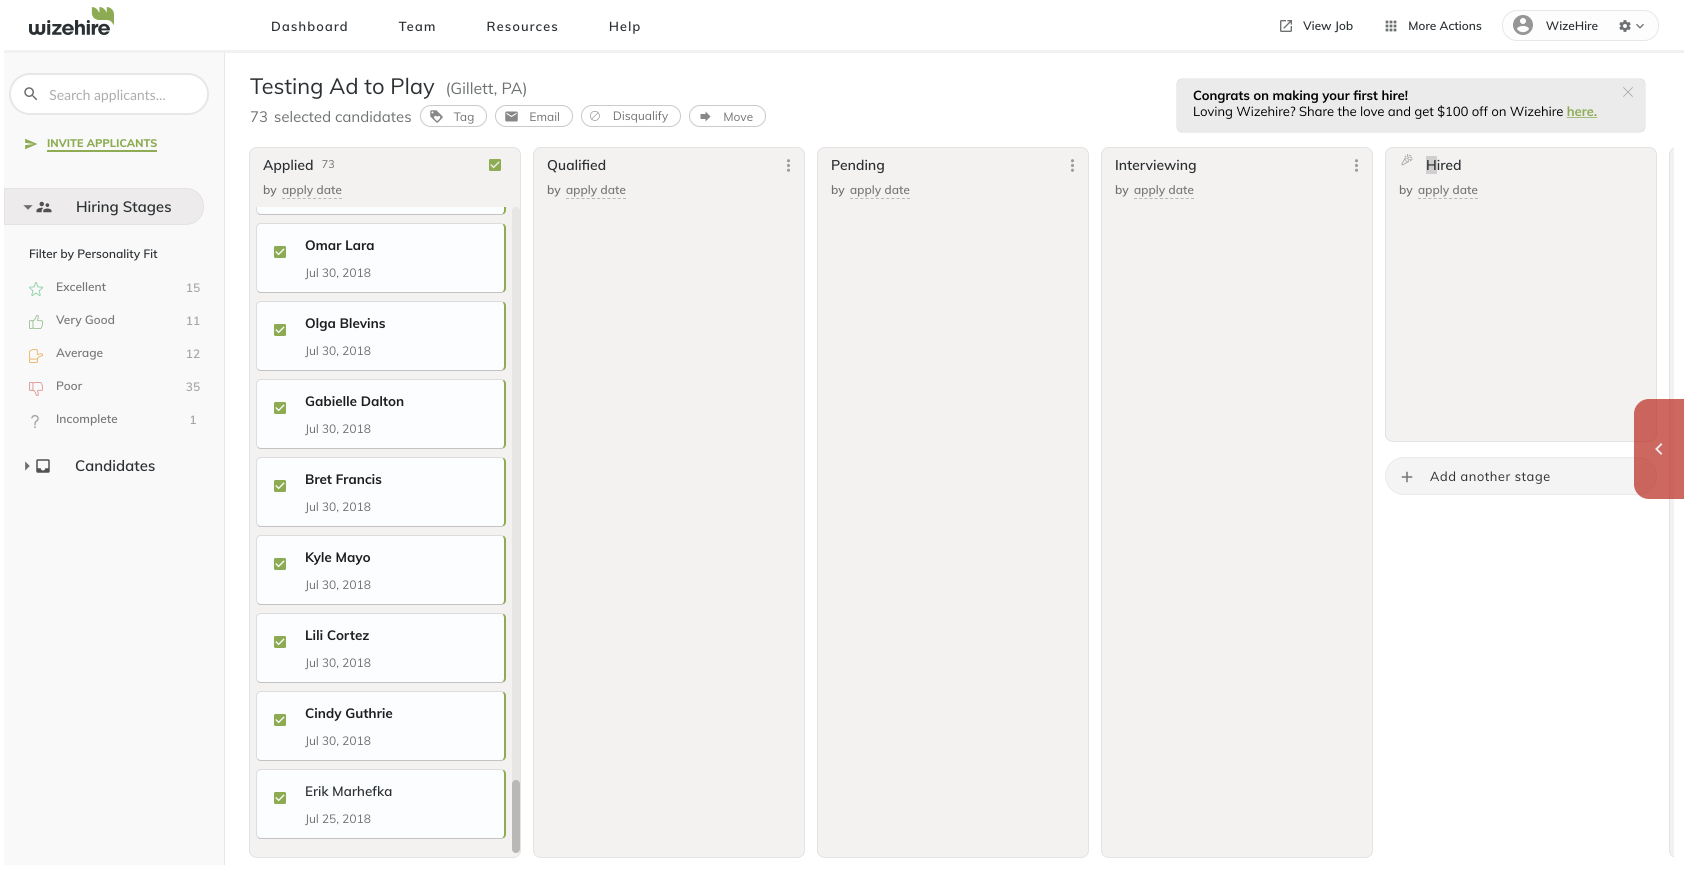 wizehire
Dashboard
Team
Resources
Help
View Job
More Actions
WizeHire
Search applicants...
INVITE APPLICANTS
Hiring Stages
Filter by Personality Fit
Excellent 15
Very Good 11
Average 12
Poor 35
? Incomplete 1
Candidates
Testing Ad to Play (Gillett, PA)
73 selected candidates
Tag
Email
Disqualify
Move
Congrats on making your first hire!
Loving Wizehire? Share the love and get $100 off on Wizehire here.
Applied 73
by apply date
Omar Lara
Jul 30, 2018
Olga Blevins
Jul 30, 2018
Gabielle Dalton
Jul 30, 2018
Bret Francis
Jul 30, 2018
Kyle Mayo
Jul 30, 2018
Lili Cortez
Jul 30, 2018
Cindy Guthrie
Jul 30, 2018
Erik Marhefka
Jul 25, 2018
Qualified
by apply date
Pending
by apply date
Interviewing
by apply date
Hired
by apply date
+ Add another stage